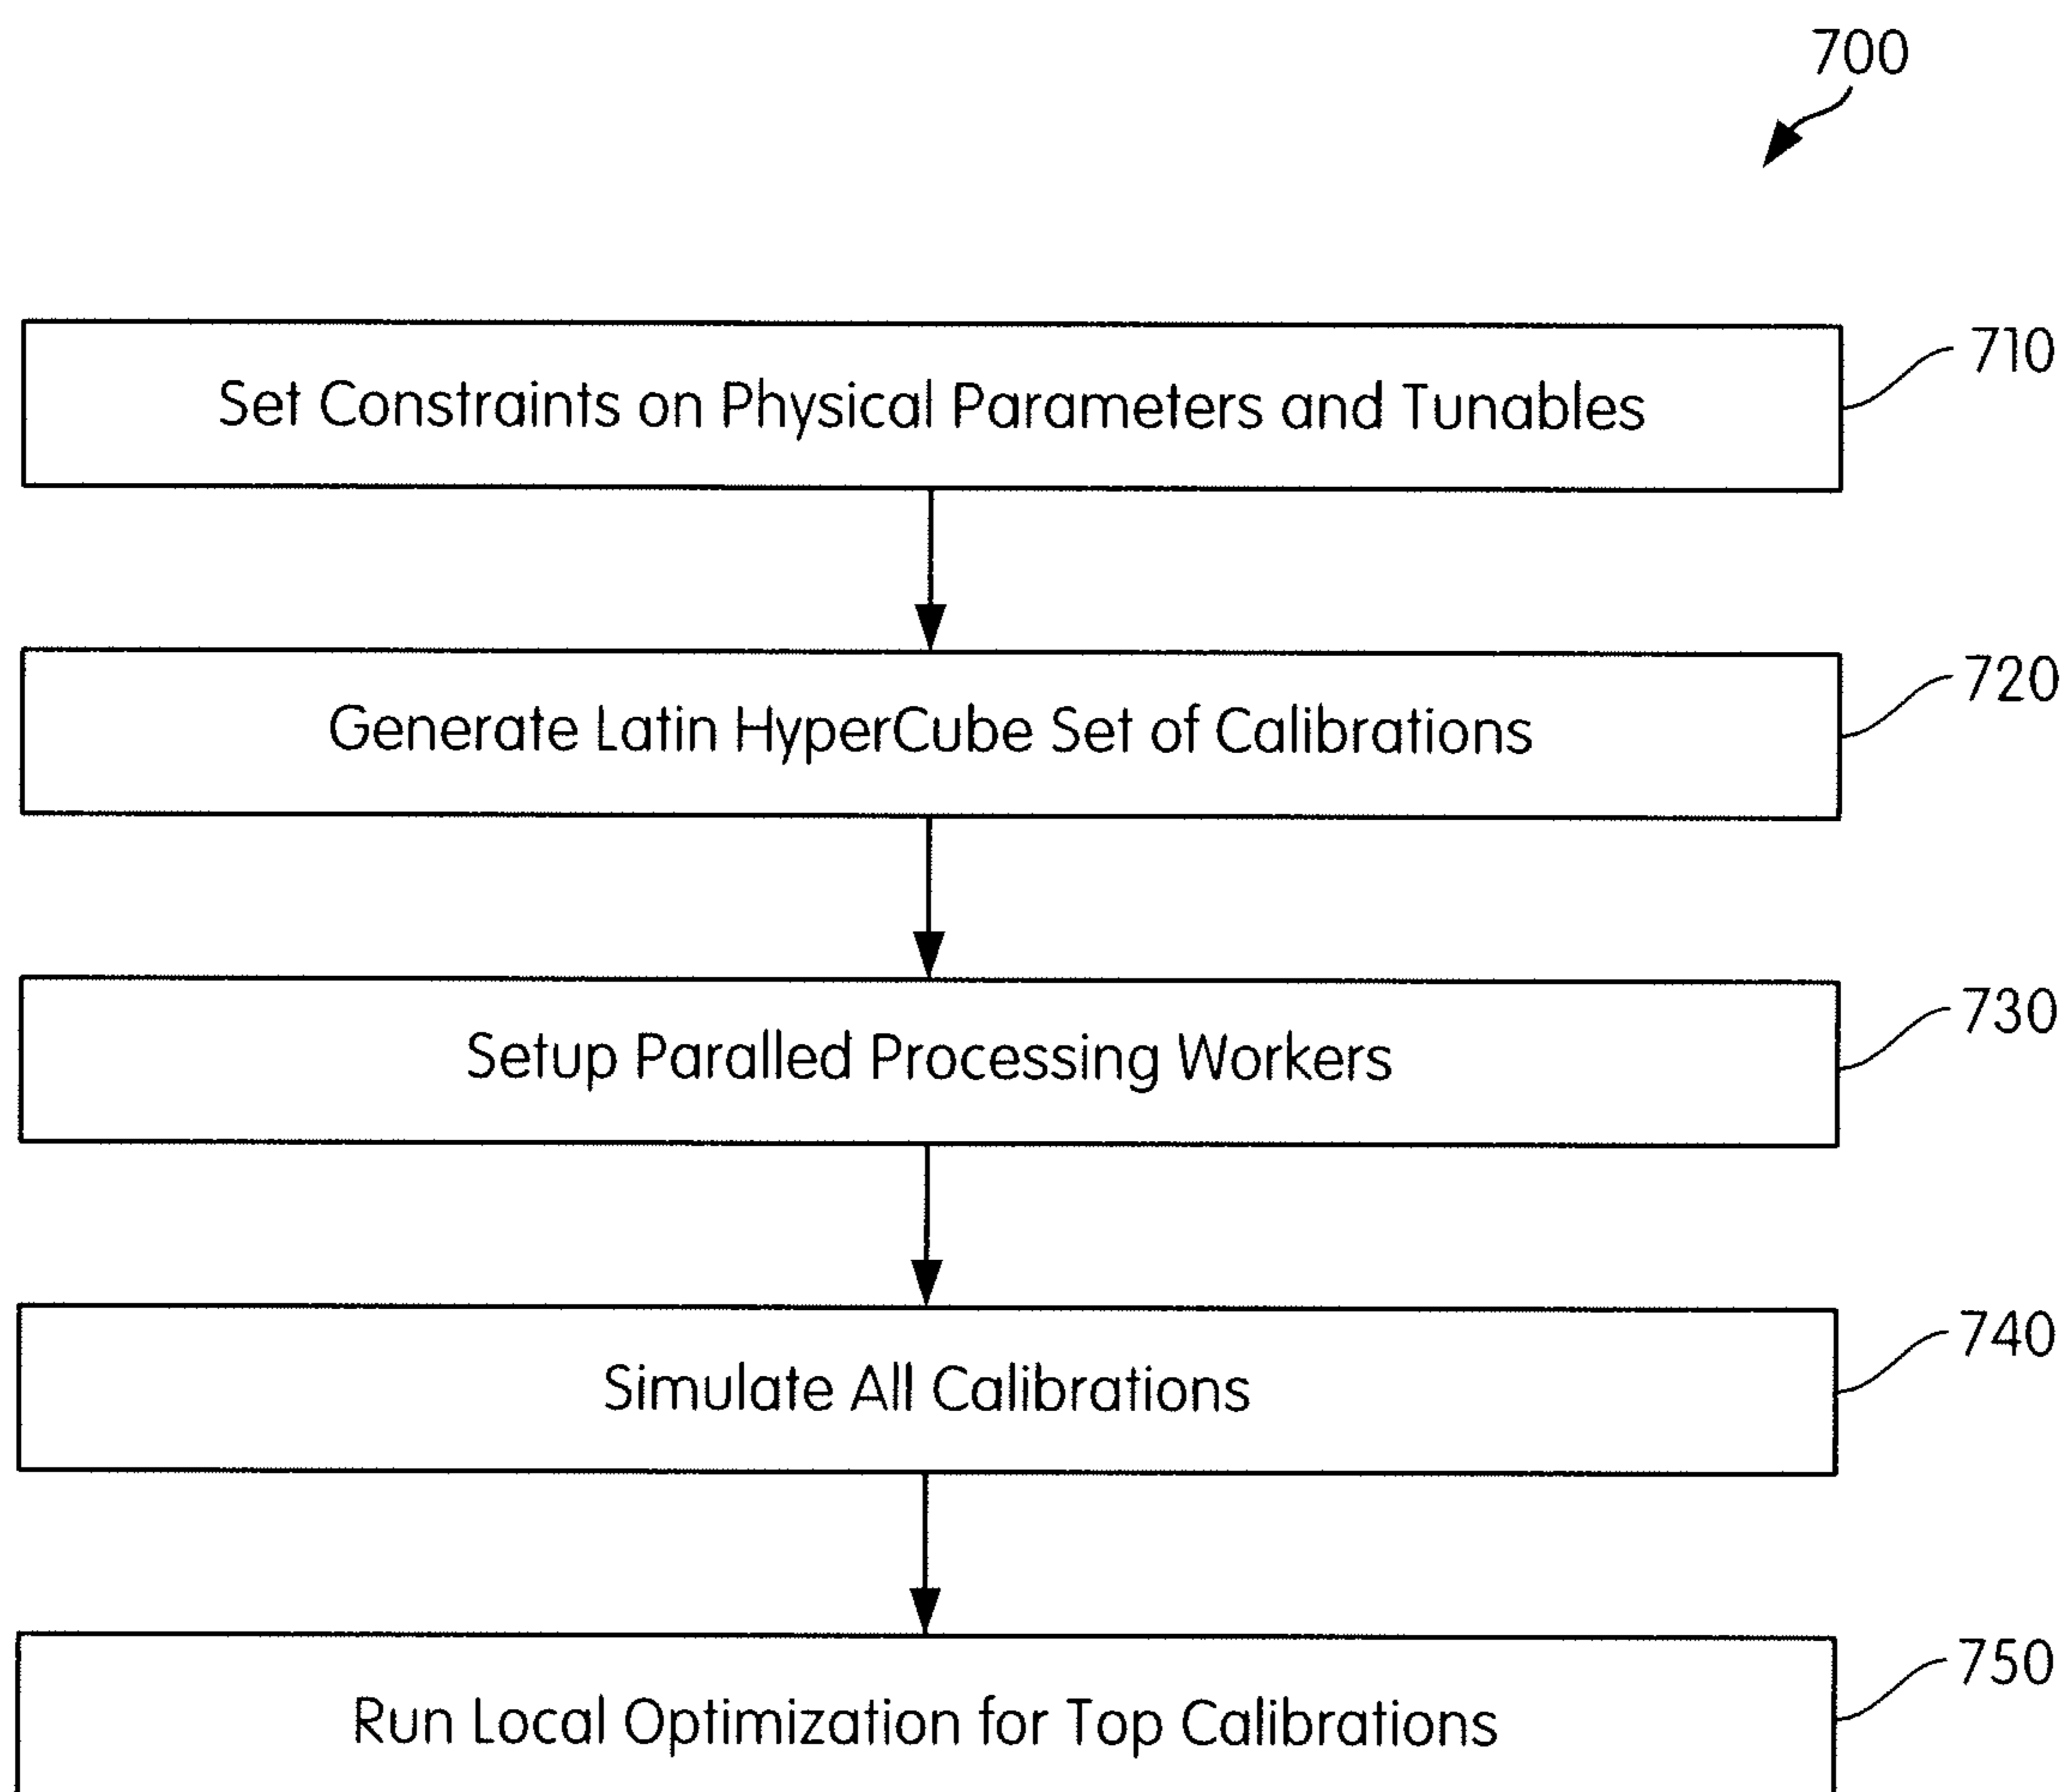 700
Set Constraints on Physical Parameters and Tunables
710
Generate Latin HyperCube Set of Calibrations
720
Setup Paralled Processing Workers
730
Simulate All Calibrations
740
Run Local Optimization for Top Calibrations
750